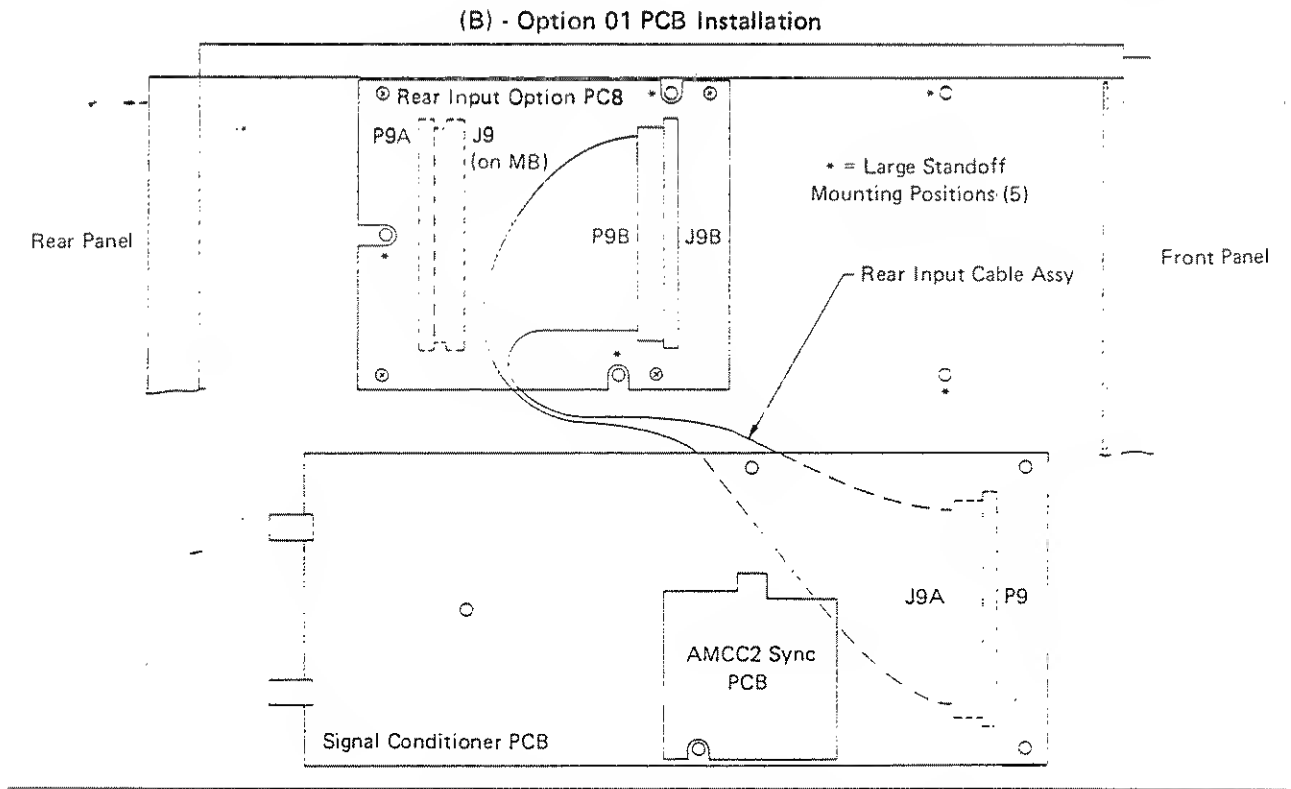 (B) - Option 01 PCB Installation
Rear Input Option PC8
*
*
P9A
J9
(on MB)
* = Large Standoff
Mounting Positions (5)
Rear Panel
*
P9B
J9B
Front Panel
Rear Input Cable Assy
*
*
J9A
P9
AMCC2 Sync
PCB
Signal Conditioner PCB